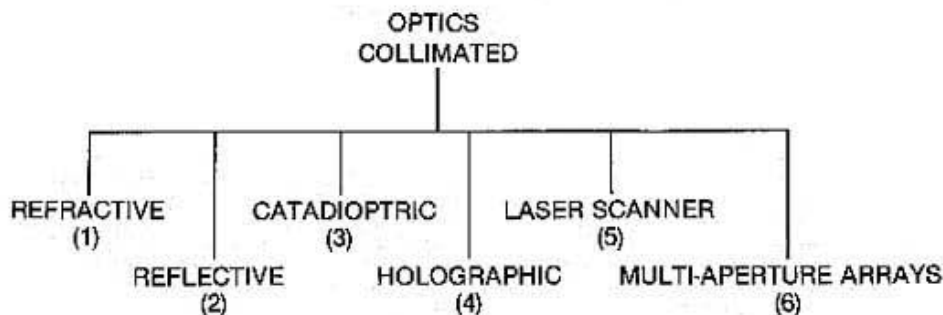 OPTICS
COLLIMATED
REFRACTIVE
(1)
CATADIOPTRIC
(3)
LASER SCANNER
(5)
REFLECTIVE
(2)
HOLOGRAPHIC
(4)
MULTI-APERTURE ARRAYS
(6)